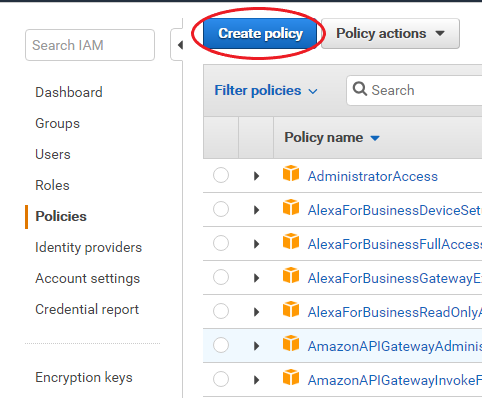 Search IAM
Dashboard
Groups
Users
Roles
Policies
Identity providers
Account settings
Credential report
Encryption keys
Create policy
Policy actions
Filter policies
Search
Policy name
AdministratorAccess
AlexaForBusinessDeviceSet
AlexaForBusinessFullAccess
AlexaForBusinessGatewayE
AlexaForBusinessReadOnlyA
AmazonAPIGatewayAdminis
AmazonAPIGatewayInvokeF